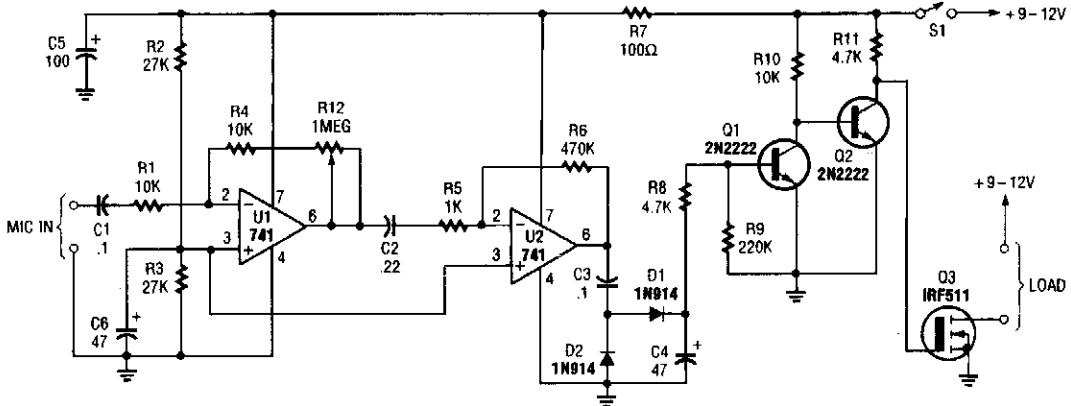 +9-12V
S1
R7
100Ω
R11
4.7K
C5
100
+
R2
27K
R10
10K
R4
10K
R12
1MEG
R6
470K
Q1
2N2222
Q2
2N2222
+9-12V
R1
10K
R5
1K
R8
4.7K
MIC IN
C1
.1
2
−
7
U1
741
6
3
+
4
C2
.22
2
−
7
U2
741
6
3
+
4
R9
220K
R3
27K
C3
.1
D1
1N914
Q3
IRF511
LOAD
C6
47
+
D2
1N914
C4
47
+